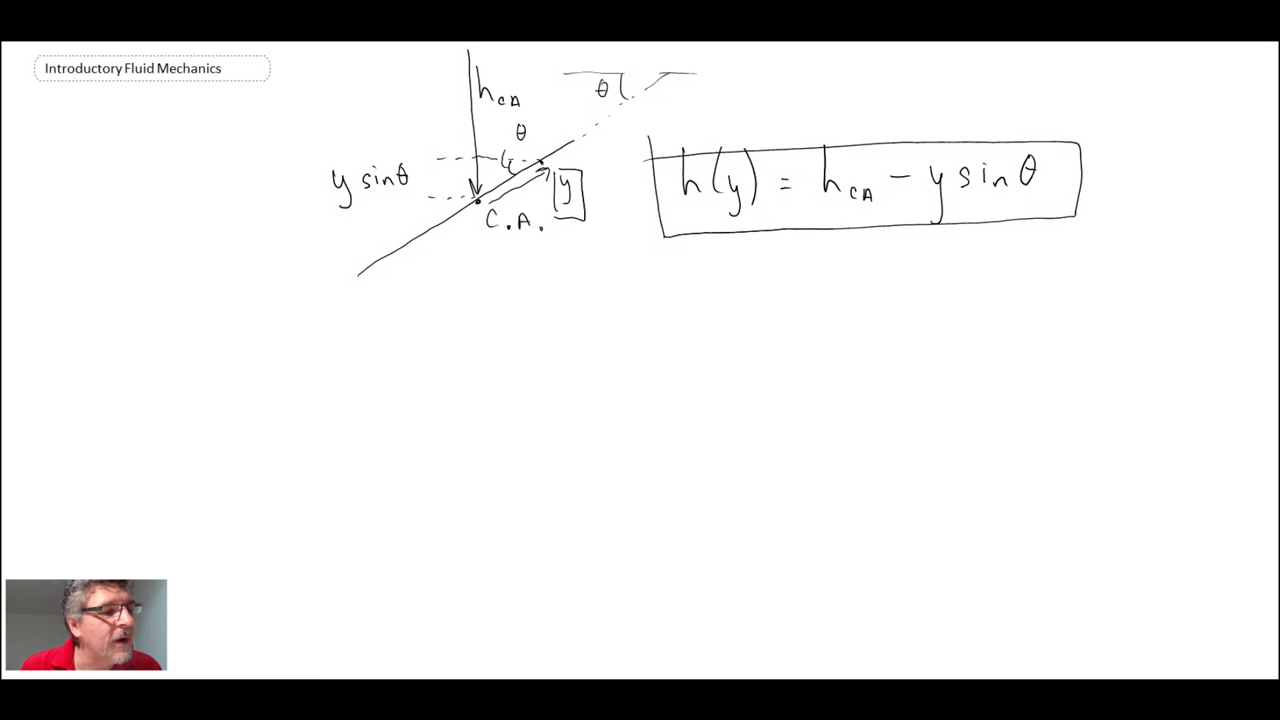 Introductory Fluid Mechanics
h_CA
θ
θ
y sinθ
y
C.A.
h(y) = h_CA - y sinθ